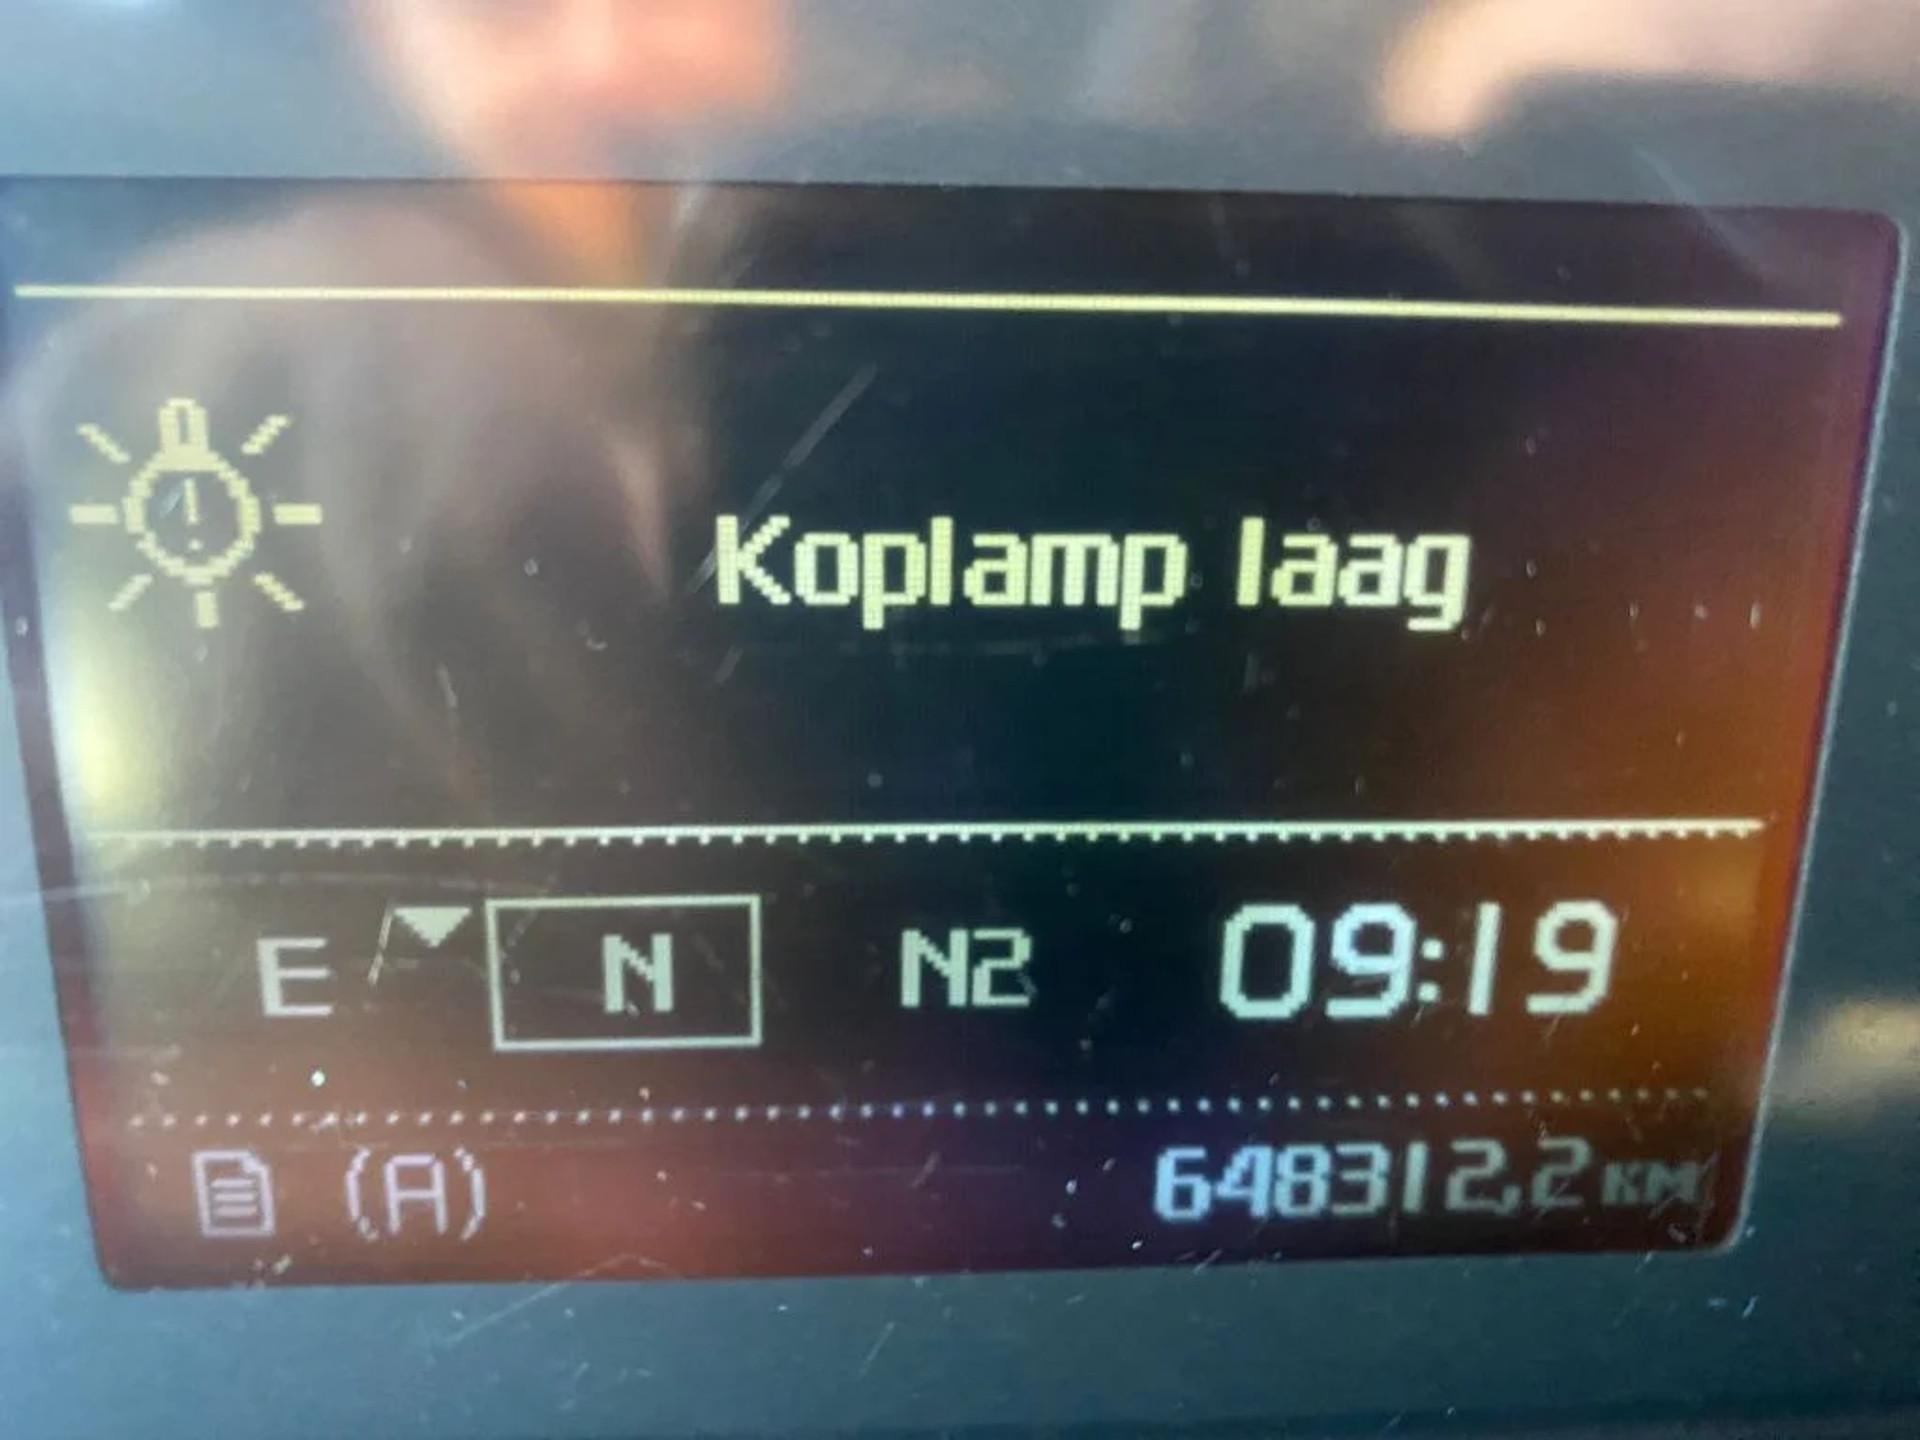 Koplamp laag
E N N2 09:19
(A) 648312,2 KM